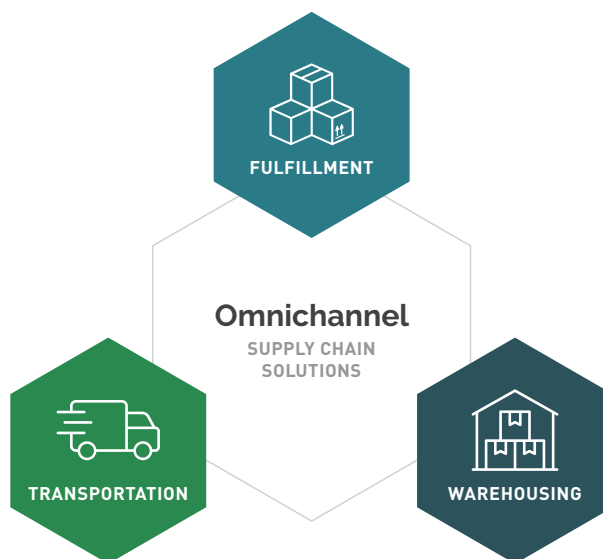 FULFILLMENT
Omnichannel
SUPPLY CHAIN
SOLUTIONS
TRANSPORTATION
WAREHOUSING